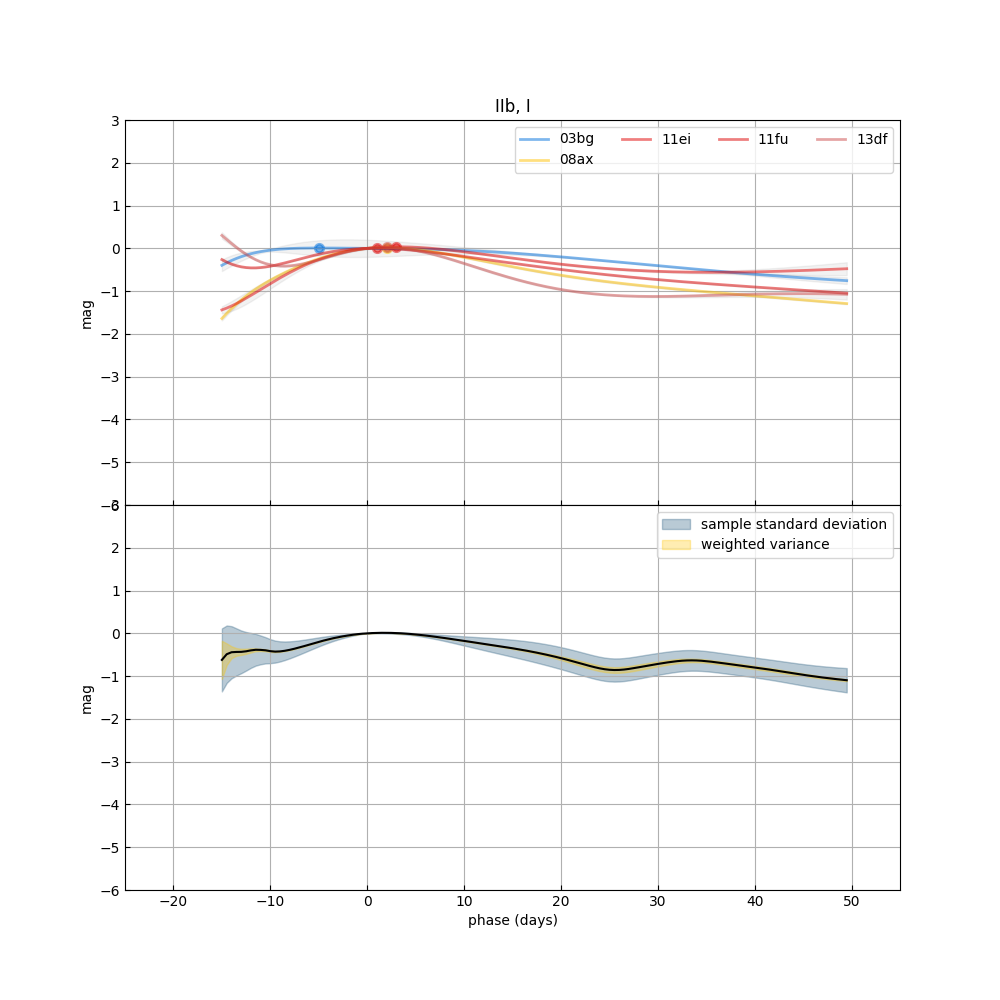 IIb, I
3
03bg 11ei 11fu 13df
08ax
2
1
0
−1
−2
−3
−4
−5
−6
mag
3
sample standard deviation
weighted variance
2
1
0
−1
−2
−3
−4
−5
−6
mag
−20 −10 0 10 20 30 40 50
phase (days)